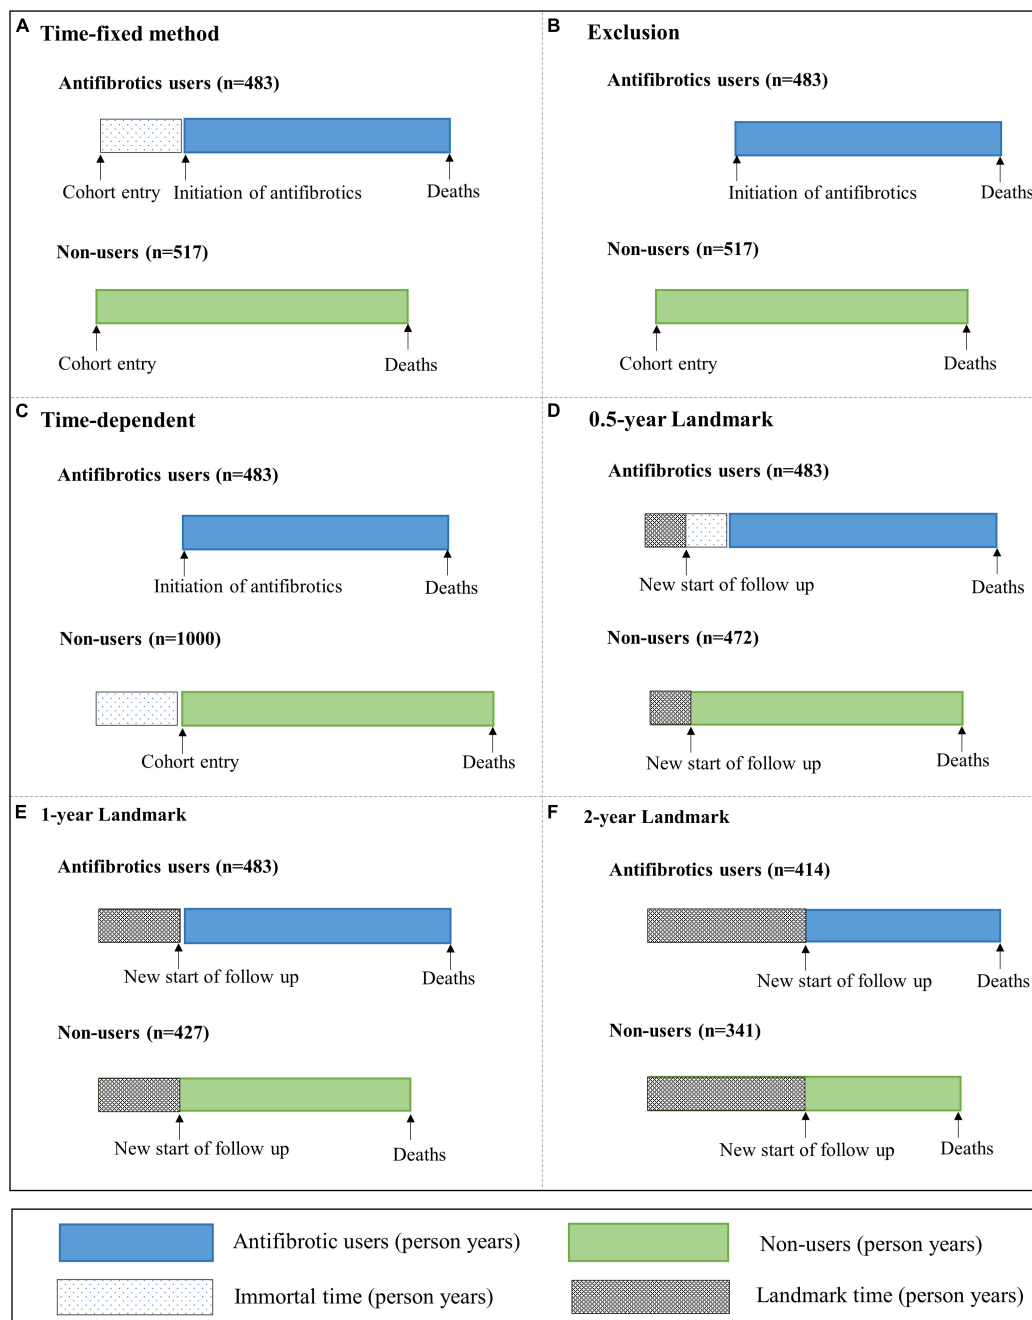 A Time-fixed method
Antifibrotics users (n=483)
Cohort entry
Initiation of antifibrotics
Deaths
Non-users (n=517)
Cohort entry
Deaths
B Exclusion
Antifibrotics users (n=483)
Initiation of antifibrotics
Deaths
Non-users (n=517)
Cohort entry
Deaths
C Time-dependent
Antifibrotics users (n=483)
Initiation of antifibrotics
Deaths
Non-users (n=1000)
Cohort entry
Deaths
D 0.5-year Landmark
Antifibrotics users (n=483)
New start of follow up
Deaths
Non-users (n=472)
New start of follow up
Deaths
E 1-year Landmark
Antifibrotics users (n=483)
New start of follow up
Deaths
Non-users (n=427)
New start of follow up
Deaths
F 2-year Landmark
Antifibrotics users (n=414)
New start of follow up
Deaths
Non-users (n=341)
New start of follow up
Deaths
Antifibrotic users (person years)
Non-users (person years)
Immortal time (person years)
Landmark time (person years)